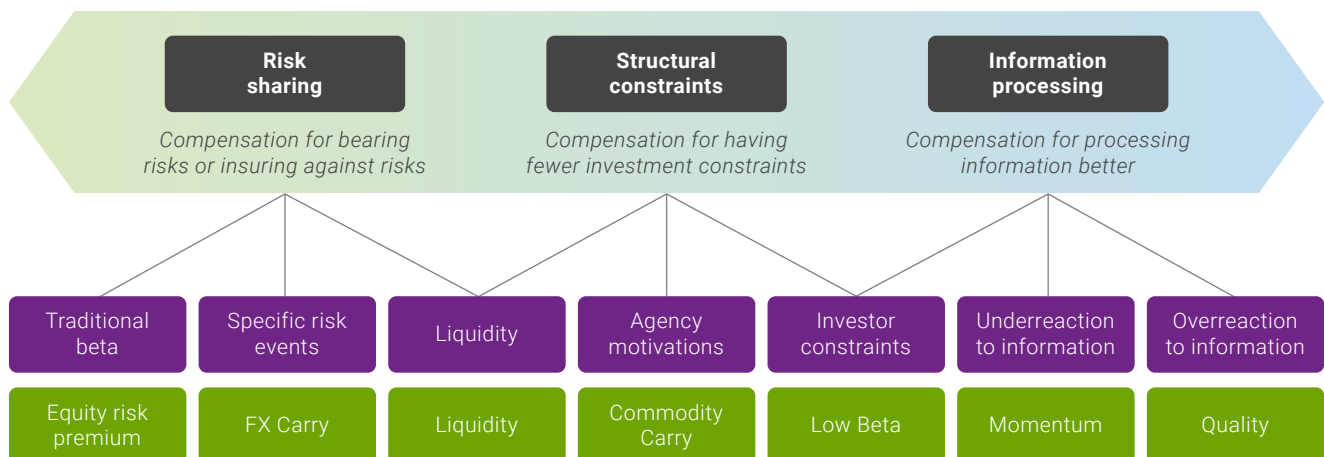 Risk
sharing
Compensation for bearing
risks or insuring against risks
Structural
constraints
Compensation for having
fewer investment constraints
Information
processing
Compensation for processing
information better
Traditional
beta
Specific risk
events
Liquidity
Agency
motivations
Investor
constraints
Underreaction
to information
Overreaction
to information
Equity risk
premium
FX Carry
Liquidity
Commodity
Carry
Low Beta
Momentum
Quality